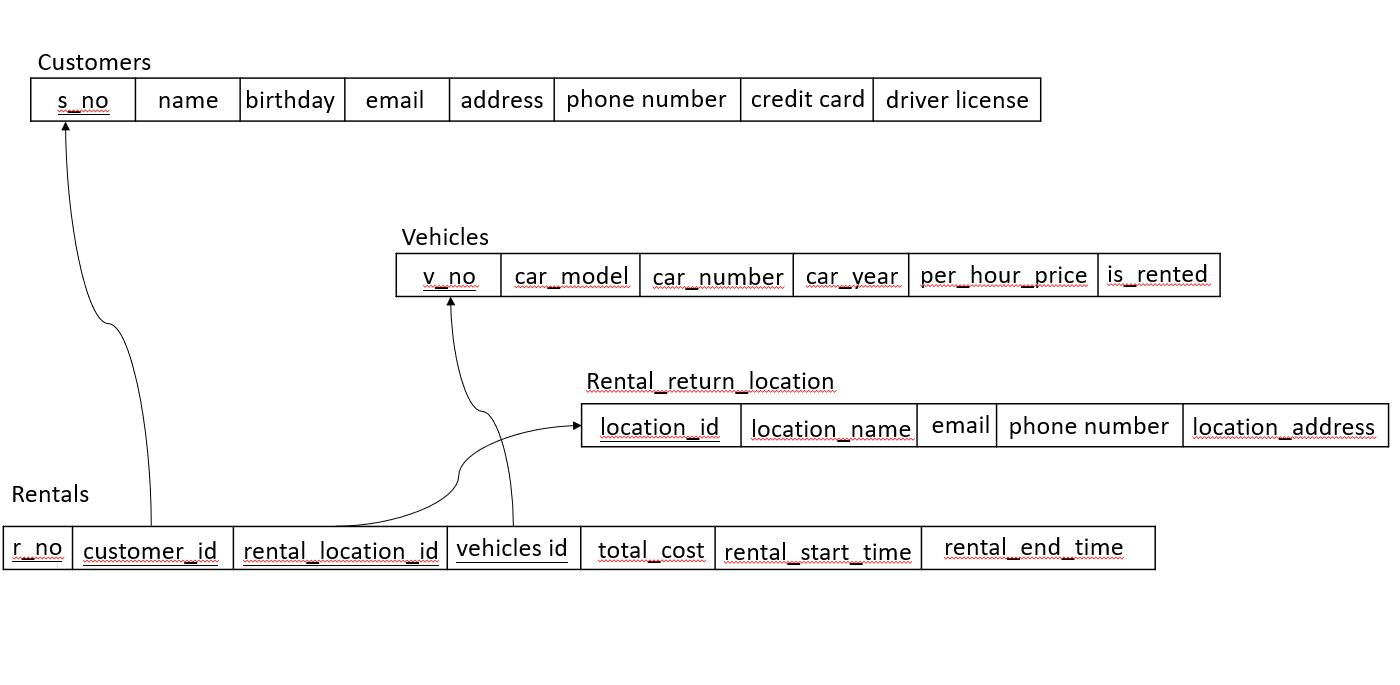 Customers
s_no name birthday email address phone number credit card driver license
Vehicles
v_no car_model car_number car_year per_hour_price is_rented
Rental_return_location
location_id location_name email phone number location_address
Rentals
r_no customer_id rental_location_id vehicles id total_cost rental_start_time rental_end_time